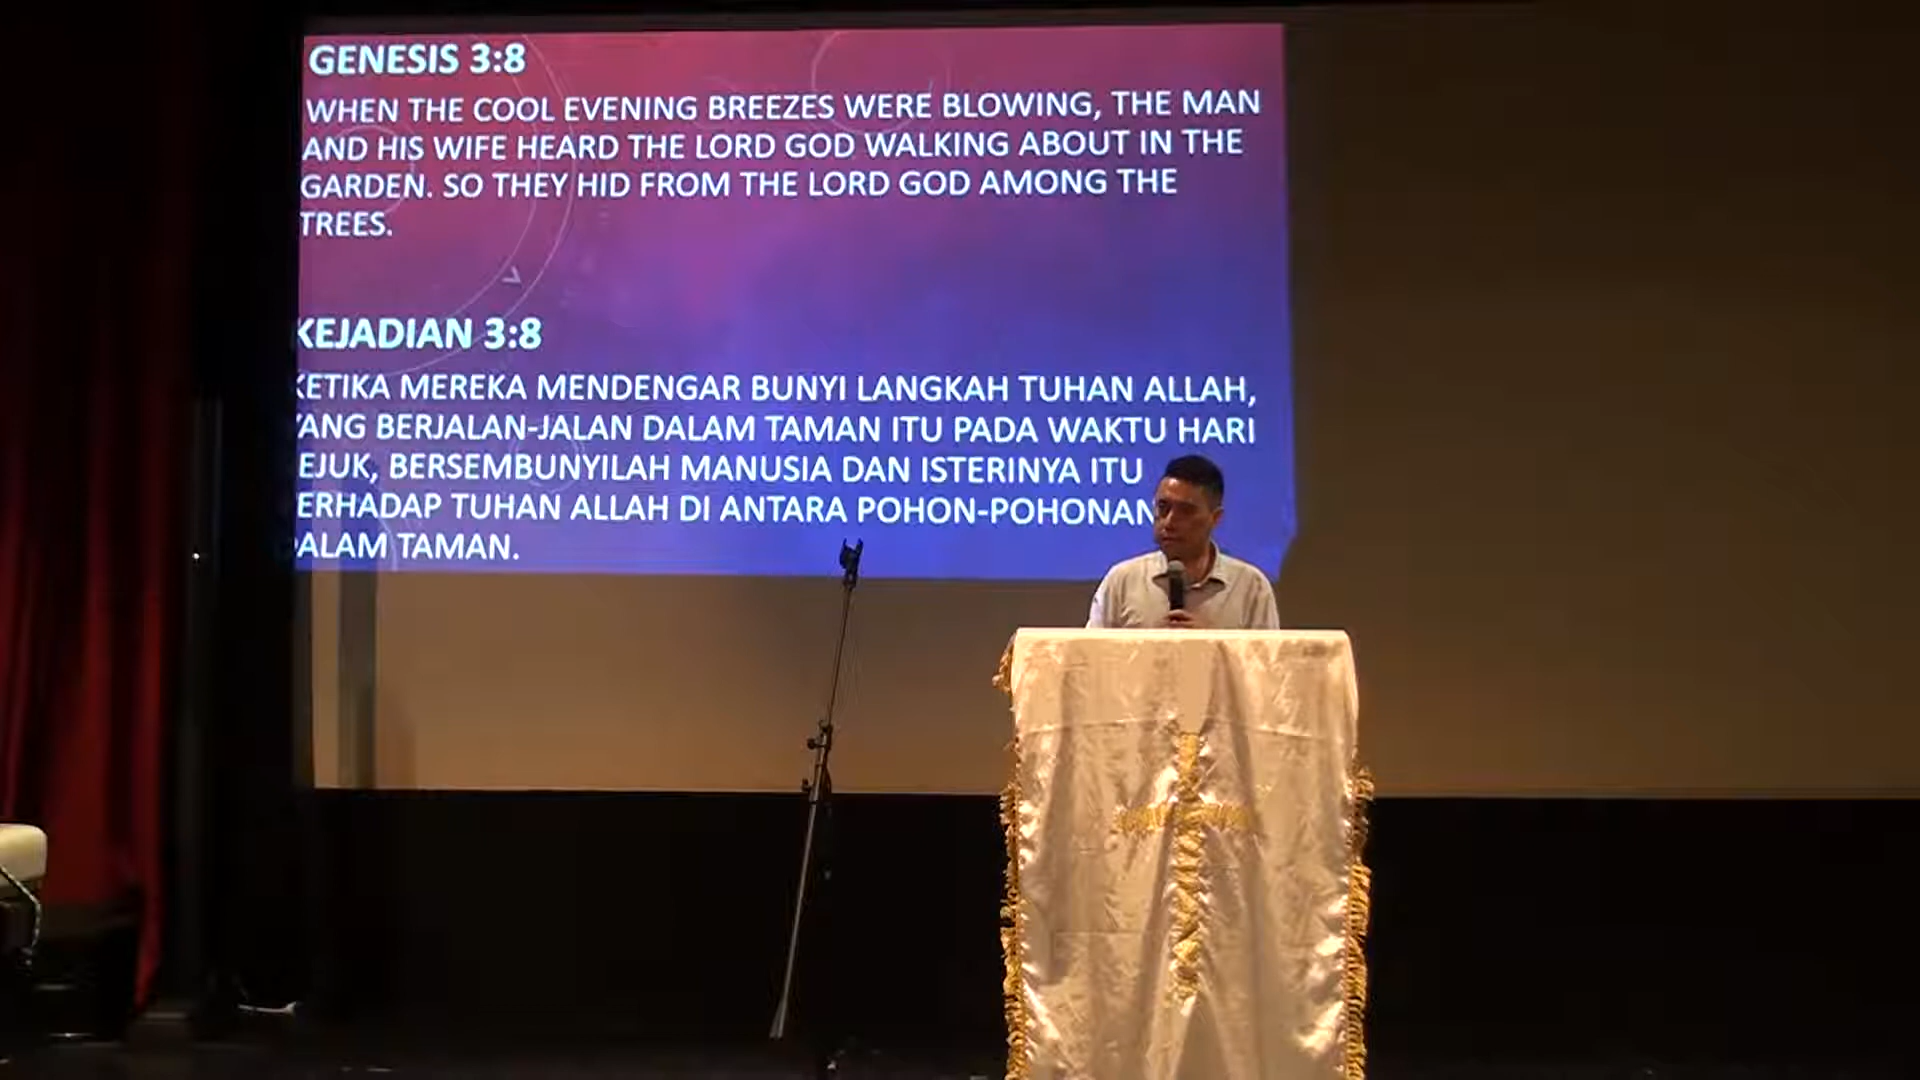 GENESIS 3:8
WHEN THE COOL EVENING BREEZES WERE BLOWING, THE MAN
AND HIS WIFE HEARD THE LORD GOD WALKING ABOUT IN THE
GARDEN. SO THEY HID FROM THE LORD GOD AMONG THE
TREES.
KEJADIAN 3:8
KETIKA MEREKA MENDENGAR BUNYI LANGKAH TUHAN ALLAH,
YANG BERJALAN-JALAN DALAM TAMAN ITU PADA WAKTU HARI
EJUK, BERSEMBUNYILAH MANUSIA DAN ISTERINYA ITU
ERHADAP TUHAN ALLAH DI ANTARA POHON-POHONAN
DALAM TAMAN.